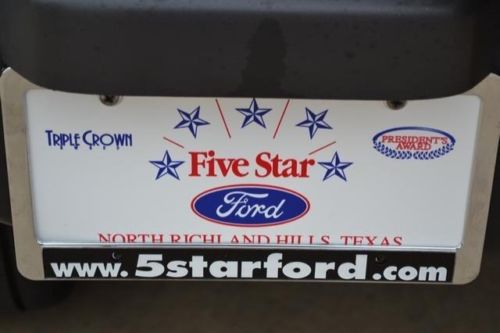 TRIPLE CROWN
PRESIDENT'S
AWARD
Five Star
Ford
NORTH RICHLAND HILLS, TEXAS
www.5starford.com